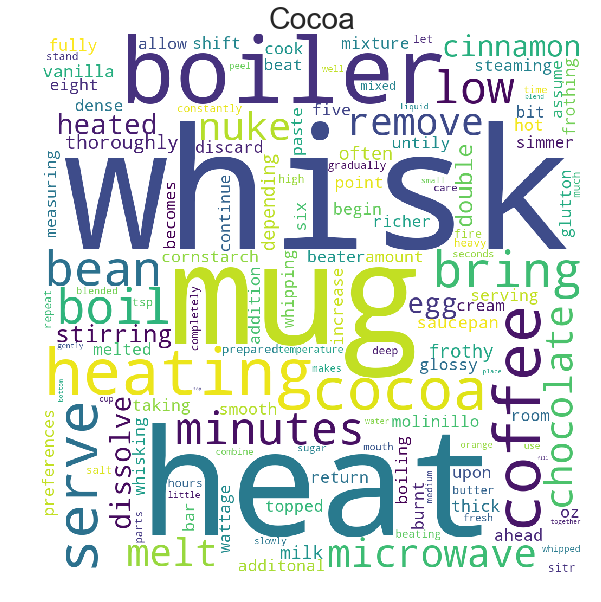 Cocoa
fully
allow
shift
cook
mixture
let
cinnamon
stand
boiler
beat
peel
well
vanilla
low
mixed
steaming
eight
constantly
liquid
time
blend
assume
frothing
dense
nuke
five
paste
remove
bit
hot
heated
thoroughly
discard
often
untily
simmer
whisk
measuring
becomes
continue
depending
gradually
high
small
care
much
point
double
glutton
six
begin
richer
fire
heavy
bean
cornstarch
beater
amount
seconds
bring
repeat
blended
boil
tsp
addition
whipping
mug
increase
egg
cream
serving
stirring
completely
saucepan
gently
melted
prepared
temperature
deep
frothy
coffee
chocolate
heating
makes
glossy
place
bottom
cup
top
cocoa
taking
smooth
molinillo
room
preferences
serve
dissolve
whisking
minutes
combine
water
orange
use
salt
sugar
mouth
hours
return
boiling
burnt
upon
medium
little
wattage
heat
butter
thick
fresh
ahead
oz
together
parts
bar
topped
melt
milk
beating
whipped
slowly
additonal
microwave
sitr